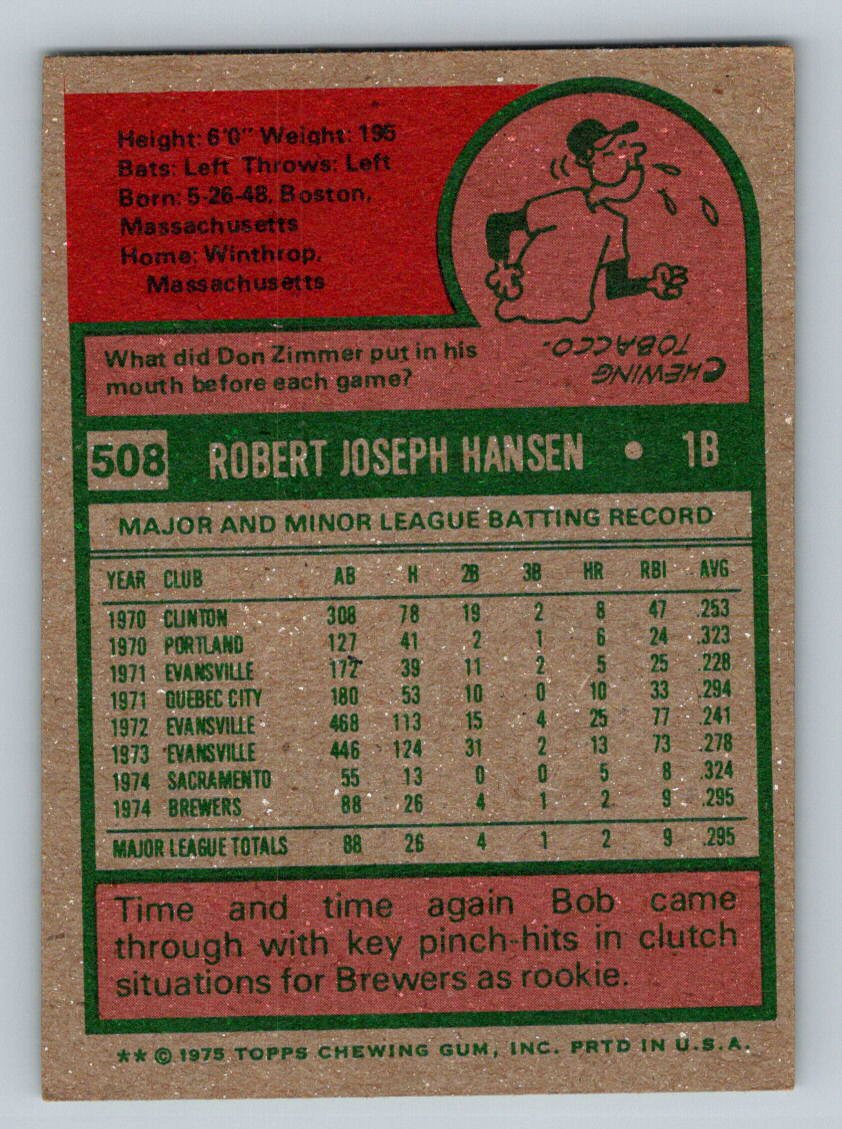 Height: 6'0" Weight: 195
Bats: Left Throws: Left
Born: 5-26-48, Boston,
Massachusetts
Home: Winthrop,
Massachusetts
What did Don Zimmer put in his
mouth before each game?
CHEWING
TOBACCO-
508 ROBERT JOSEPH HANSEN • 1B
MAJOR AND MINOR LEAGUE BATTING RECORD
YEAR CLUB AB H 2B 3B HR RBI AVG
1970 CLINTON 308 78 19 2 8 47 .253
1970 PORTLAND 127 41 2 1 6 24 .323
1971 EVANSVILLE 172 39 11 2 5 25 .228
1971 QUEBEC CITY 180 53 10 0 10 33 .294
1972 EVANSVILLE 468 113 15 4 25 77 .241
1973 EVANSVILLE 446 124 31 2 13 73 .278
1974 SACRAMENTO 55 13 0 0 5 8 .324
1974 BREWERS 88 26 4 1 2 9 .295
MAJOR LEAGUE TOTALS 88 26 4 1 2 9 .295
Time and time again Bob came
through with key pinch-hits in clutch
situations for Brewers as rookie.
** © 1975 TOPPS CHEWING GUM, INC. PRTD IN U.S.A.